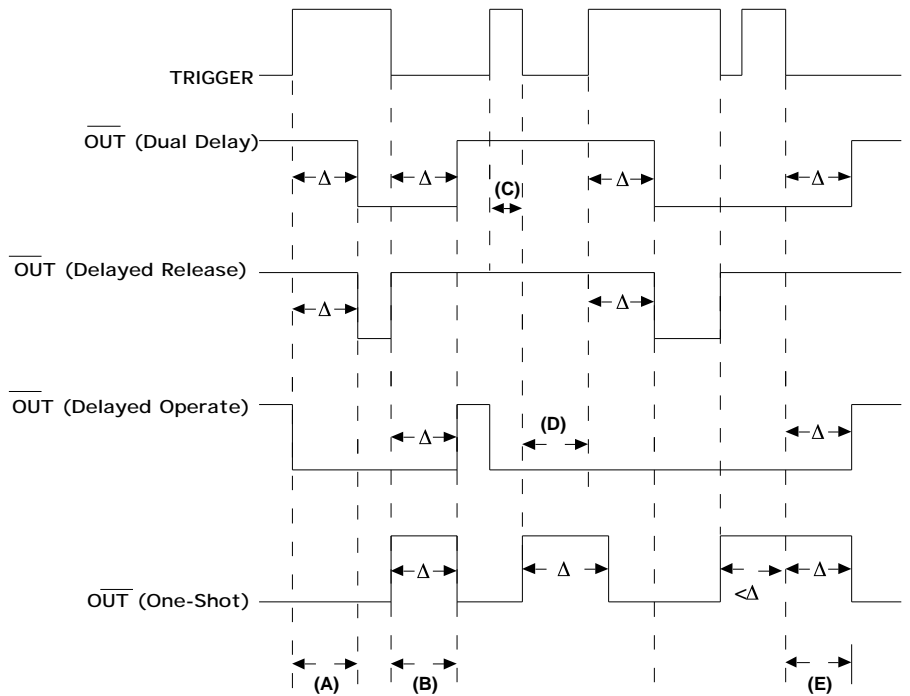 TRIGGER
OUT (Dual Delay)
Δ Δ Δ Δ
(C)
OUT (Delayed Release)
Δ Δ
OUT (Delayed Operate)
(D)
Δ Δ
Δ Δ Δ
<Δ
OUT (One-Shot)
(A) (B) (E)